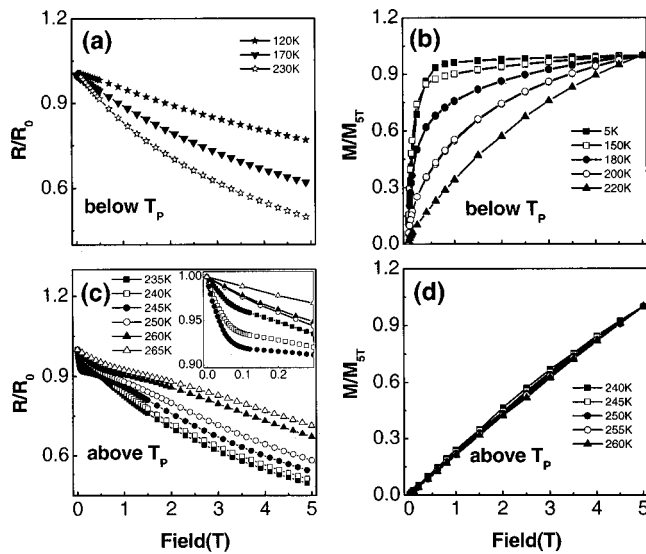 (a)
120K
170K
230K
R/R0
0.9
0.6
below TP
(b)
M/M5T
1.2
0.9
0.6
0.3
0.0
5K
150K
180K
200K
220K
below TP
(c)
235K
240K
245K
250K
260K
265K
1.00
0.95
0.90
0.0 0.2
R/R0
1.2
0.9
0.6
above TP
0 1 2 3 4 5
Field(T)
(d)
M/M5T
1.2
0.9
0.6
0.3
0.0
240K
245K
250K
255K
260K
above TP
0 1 2 3 4 5
Field(T)